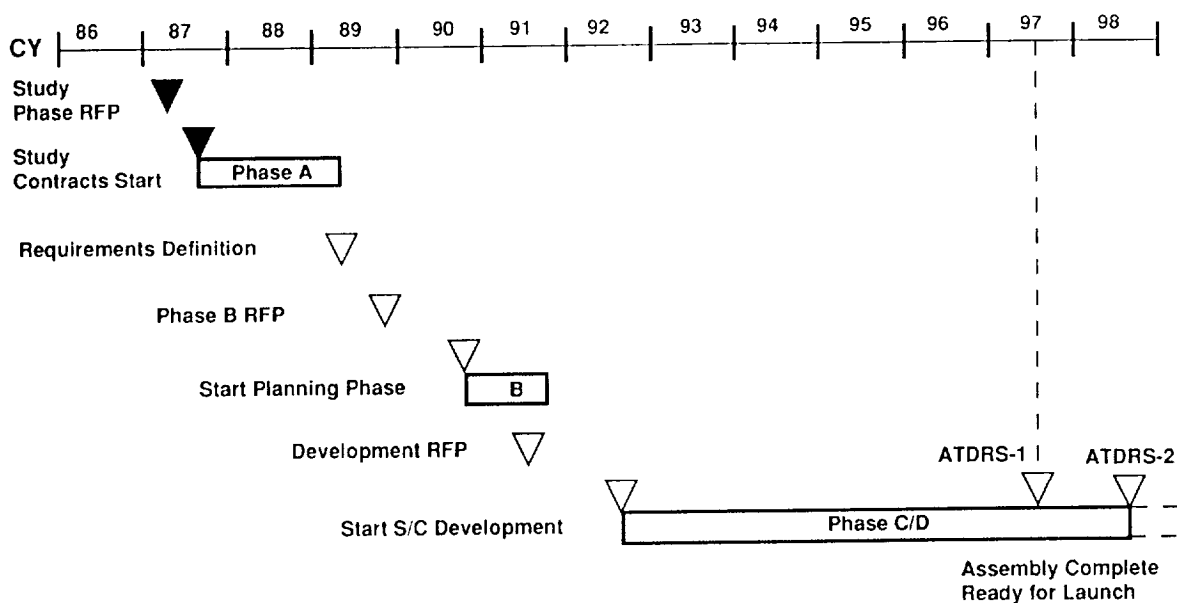 CY 86 87 88 89 90 91 92 93 94 95 96 97 98
Study
Phase RFP
Study
Contracts Start
Phase A
Requirements Definition
Phase B RFP
Start Planning Phase
B
Development RFP
ATDRS-1 ATDRS-2
Start S/C Development
Phase C/D
Assembly Complete
Ready for Launch